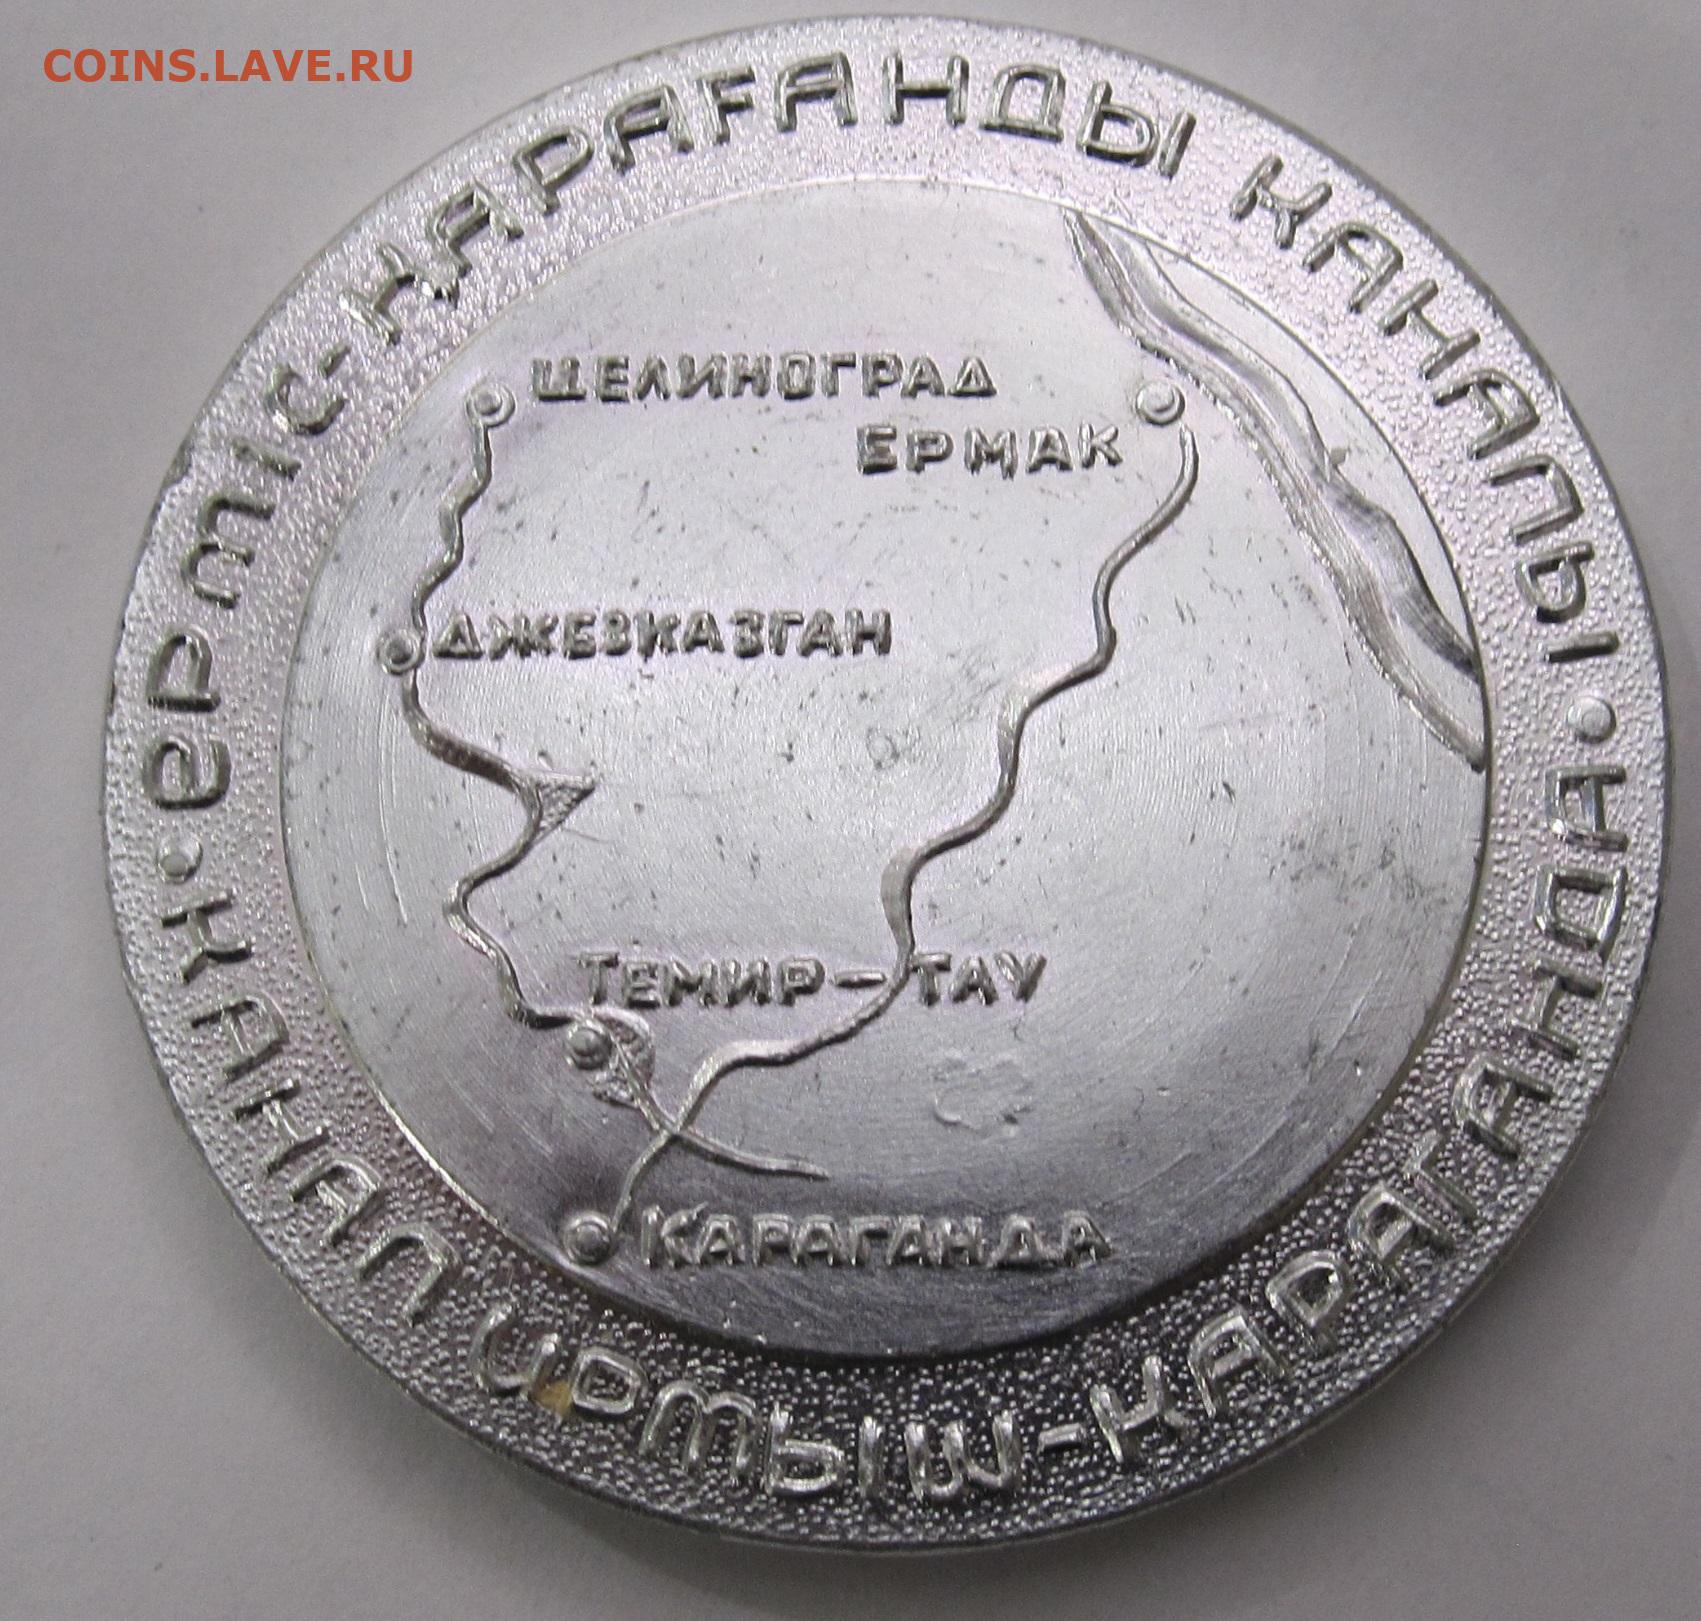 COINS.LAVE.RU
ертіс-қарағанды каналы
целиноград
ермак
джезказган
темир-тау
караганда
канал иртыш-караганда